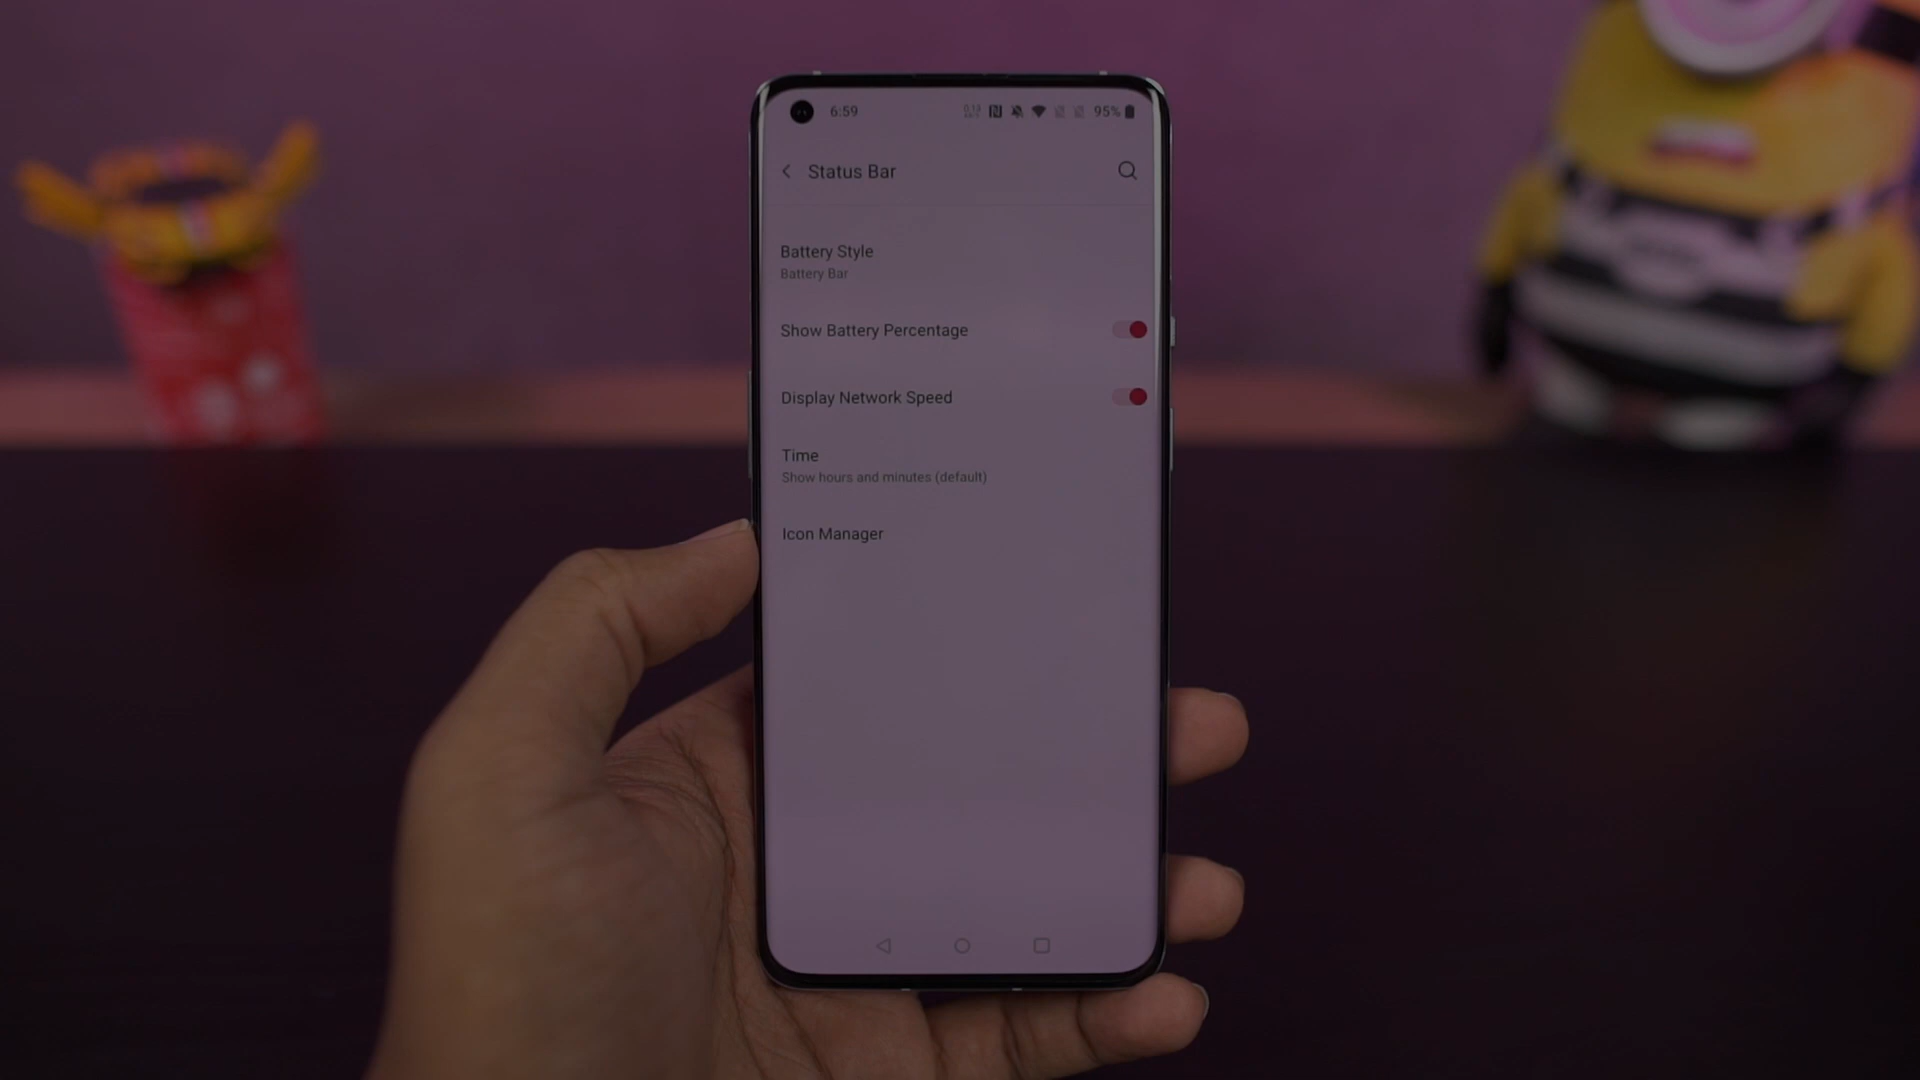 6:59
95%
Status Bar
Battery Style
Battery Bar
Show Battery Percentage
Display Network Speed
Time
Show hours and minutes (default)
Icon Manager